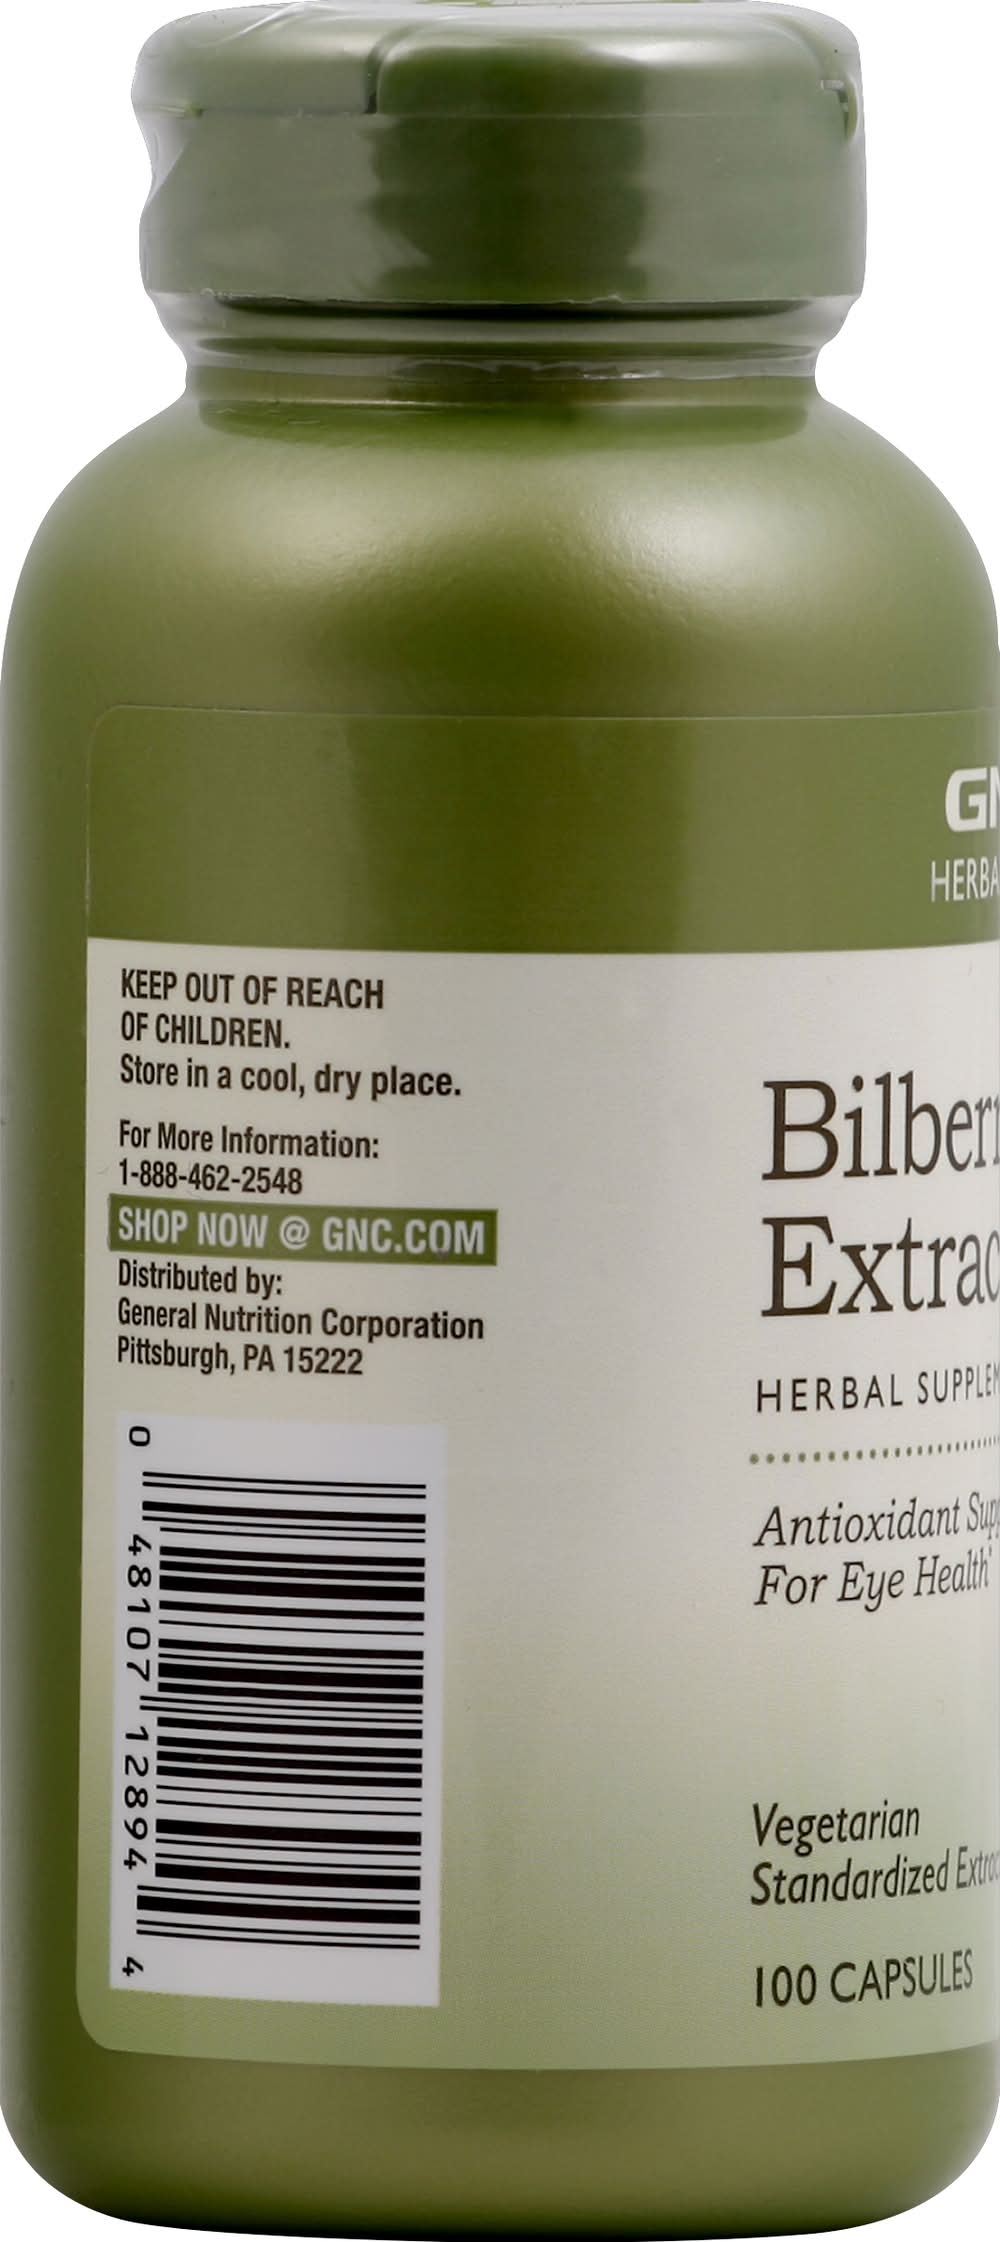 KEEP OUT OF REACH
OF CHILDREN.
Store in a cool, dry place.
For More Information:
1-888-462-2548
SHOP NOW @ GNC.COM
Distributed by:
General Nutrition Corporation
Pittsburgh, PA 15222
0 48107 12894 4
GN
HERBA
Bilberr
Extrac
HERBAL SUPPLEM
Antioxidant Supp
For Eye Health*
Vegetarian
Standardized Extrac
100 CAPSULES